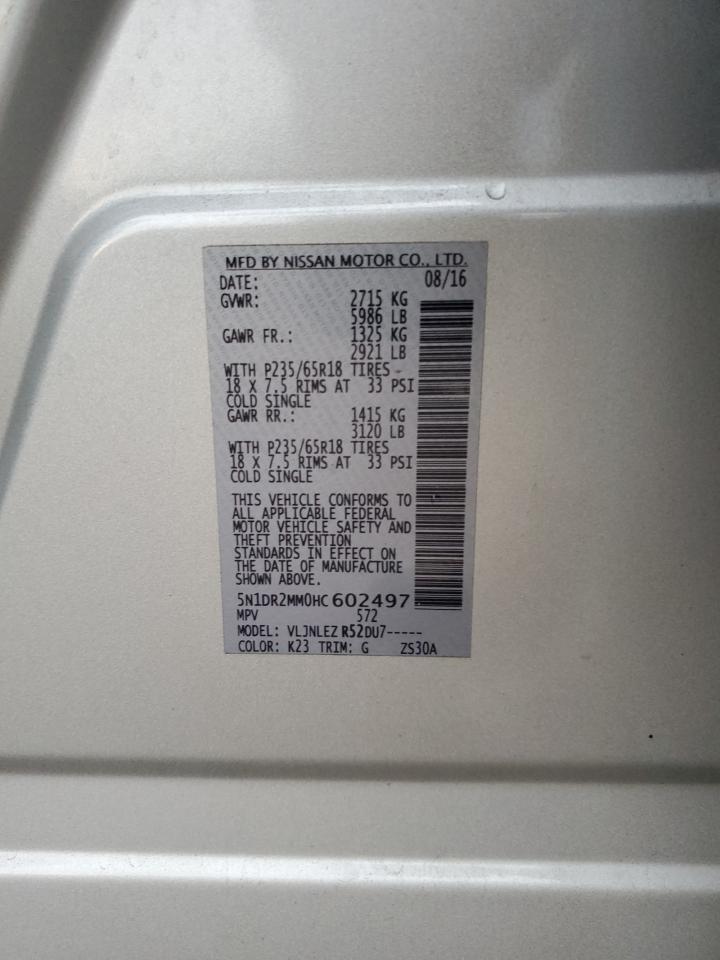 MFD BY NISSAN MOTOR CO., LTD.
DATE: 08/16
GVWR: 2715 KG
5986 LB
GAWR FR.: 1325 KG
2921 LB
WITH P235/65R18 TIRES
18 X 7.5 RIMS AT 33 PSI
COLD SINGLE
GAWR RR.: 1415 KG
3120 LB
WITH P235/65R18 TIRES
18 X 7.5 RIMS AT 33 PSI
COLD SINGLE
THIS VEHICLE CONFORMS TO
ALL APPLICABLE FEDERAL
MOTOR VEHICLE SAFETY AND
THEFT PREVENTION
STANDARDS IN EFFECT ON
THE DATE OF MANUFACTURE
SHOWN ABOVE.
5N1DR2MM0HC602497
MPV 572
MODEL: VLJNLEZ R52DU7-----
COLOR: K23 TRIM: G ZS30A